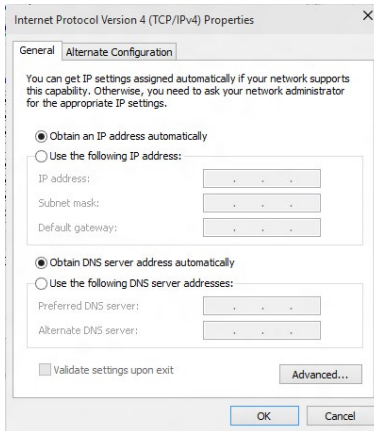 Internet Protocol Version 4 (TCP/IPv4) Properties
General
Alternate Configuration
You can get IP settings assigned automatically if your network supports
this capability. Otherwise, you need to ask your network administrator
for the appropriate IP settings.
Obtain an IP address automatically
Use the following IP address:
IP address:
Subnet mask:
Default gateway:
Obtain DNS server address automatically
Use the following DNS server addresses:
Preferred DNS server:
Alternate DNS server:
Validate settings upon exit
Advanced...
OK
Cancel